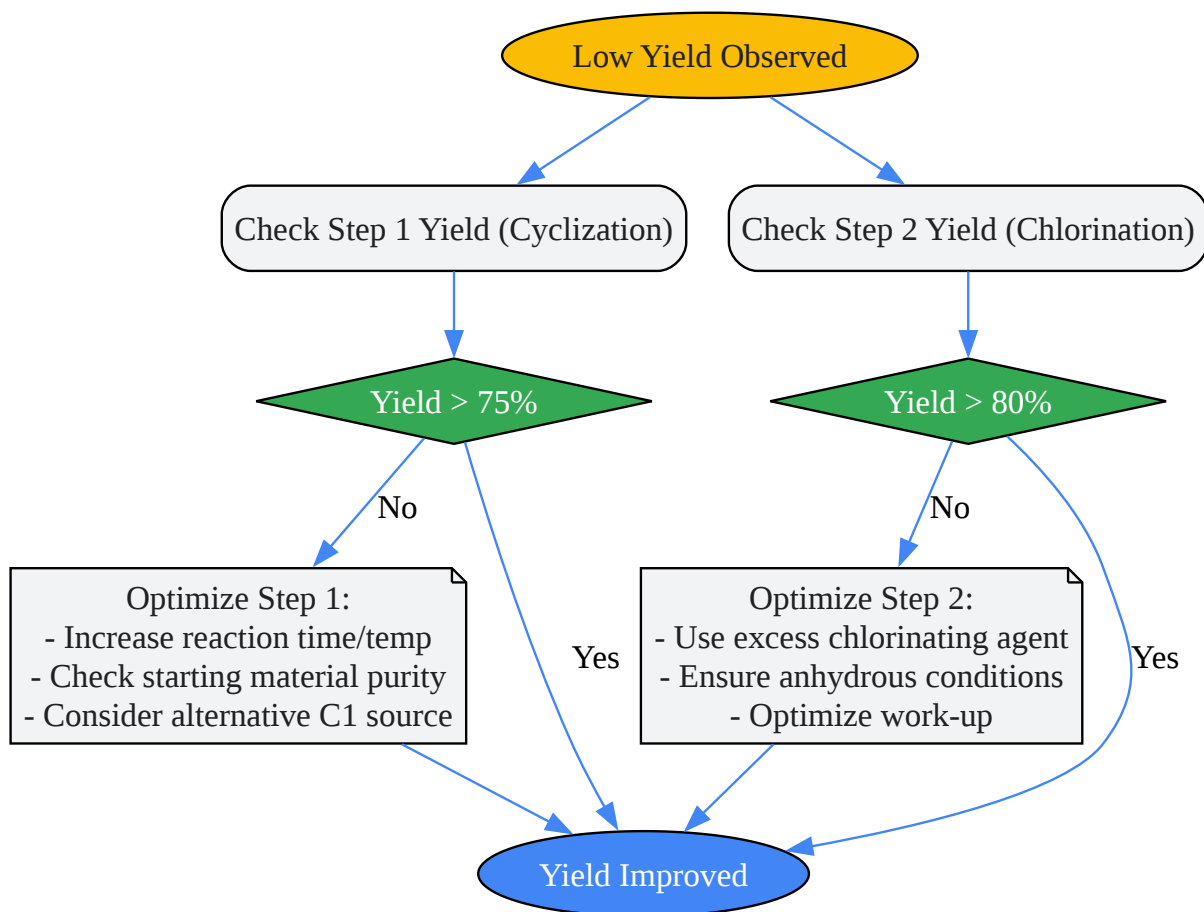 Low Yield Observed
Check Step 1 Yield (Cyclization)
Check Step 2 Yield (Chlorination)
Yield > 75%
Yield > 80%
No
No
Optimize Step 1:
- Increase reaction time/temp
- Check starting material purity
- Consider alternative C1 source
Yes
Optimize Step 2:
- Use excess chlorinating agent
- Ensure anhydrous conditions
- Optimize work-up
Yes
Yield Improved